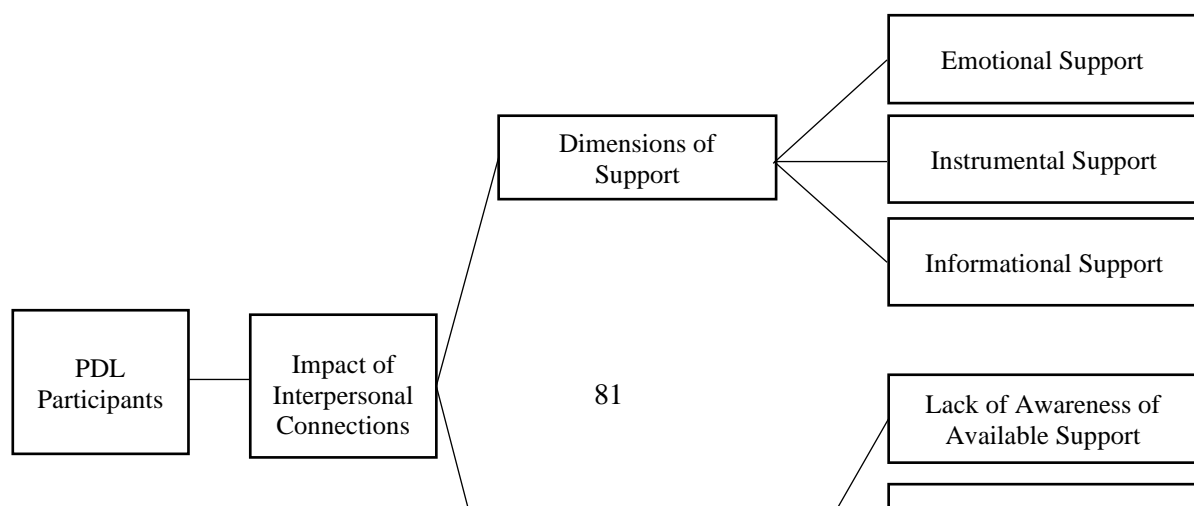 Emotional Support
Dimensions of
Support
Instrumental Support
Informational Support
PDL
Participants
Impact of
Interpersonal
Connections
81
Lack of Awareness of
Available Support